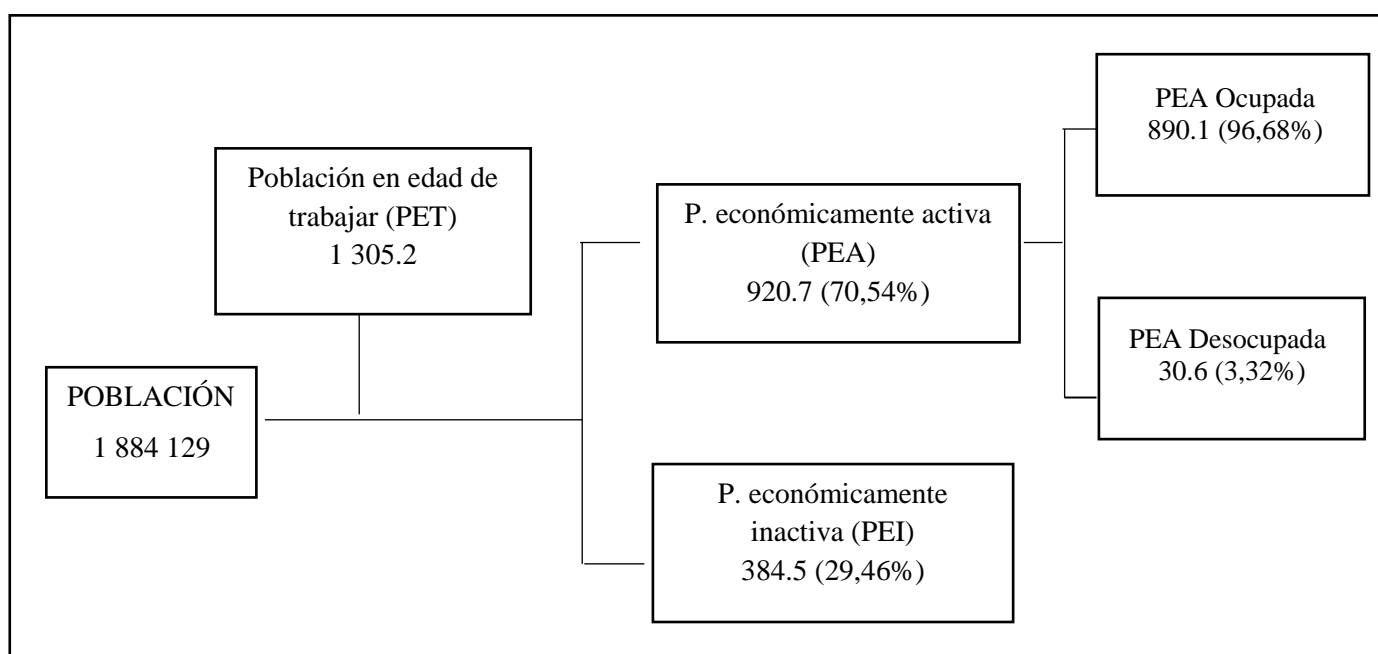 POBLACIÓN
1 884 129
Población en edad de
trabajar (PET)
1 305.2
P. económicamente activa
(PEA)
920.7 (70,54%)
P. económicamente
inactiva (PEI)
384.5 (29,46%)
PEA Ocupada
890.1 (96,68%)
PEA Desocupada
30.6 (3,32%)